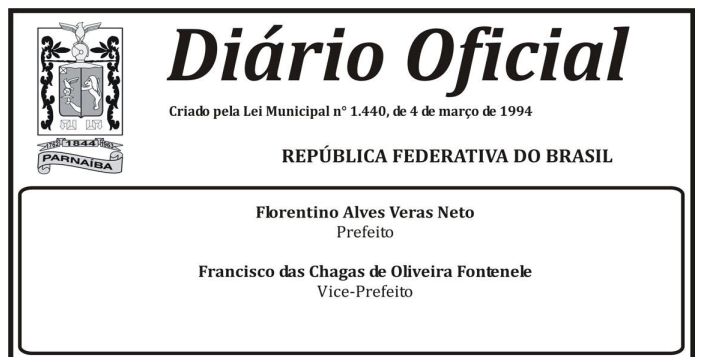 Diário Oficial
Criado pela Lei Municipal n° 1.440, de 4 de março de 1994
1844
PARNAÍBA
REPÚBLICA FEDERATIVA DO BRASIL
Florentino Alves Veras Neto
Prefeito
Francisco das Chagas de Oliveira Fontenele
Vice-Prefeito